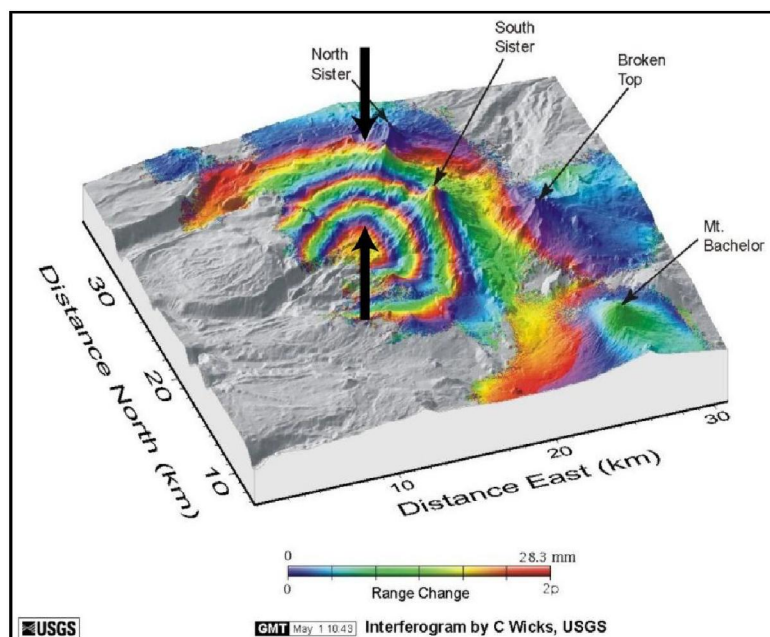 North
Sister
South
Sister
Broken
Top
Mt.
Bachelor
30
20
10
Distance North (km)
10
20
30
Distance East (km)
0
28.3 mm
0
2p
Range Change
USGS
GMT May 1 10:43 Interferogram by C Wicks, USGS